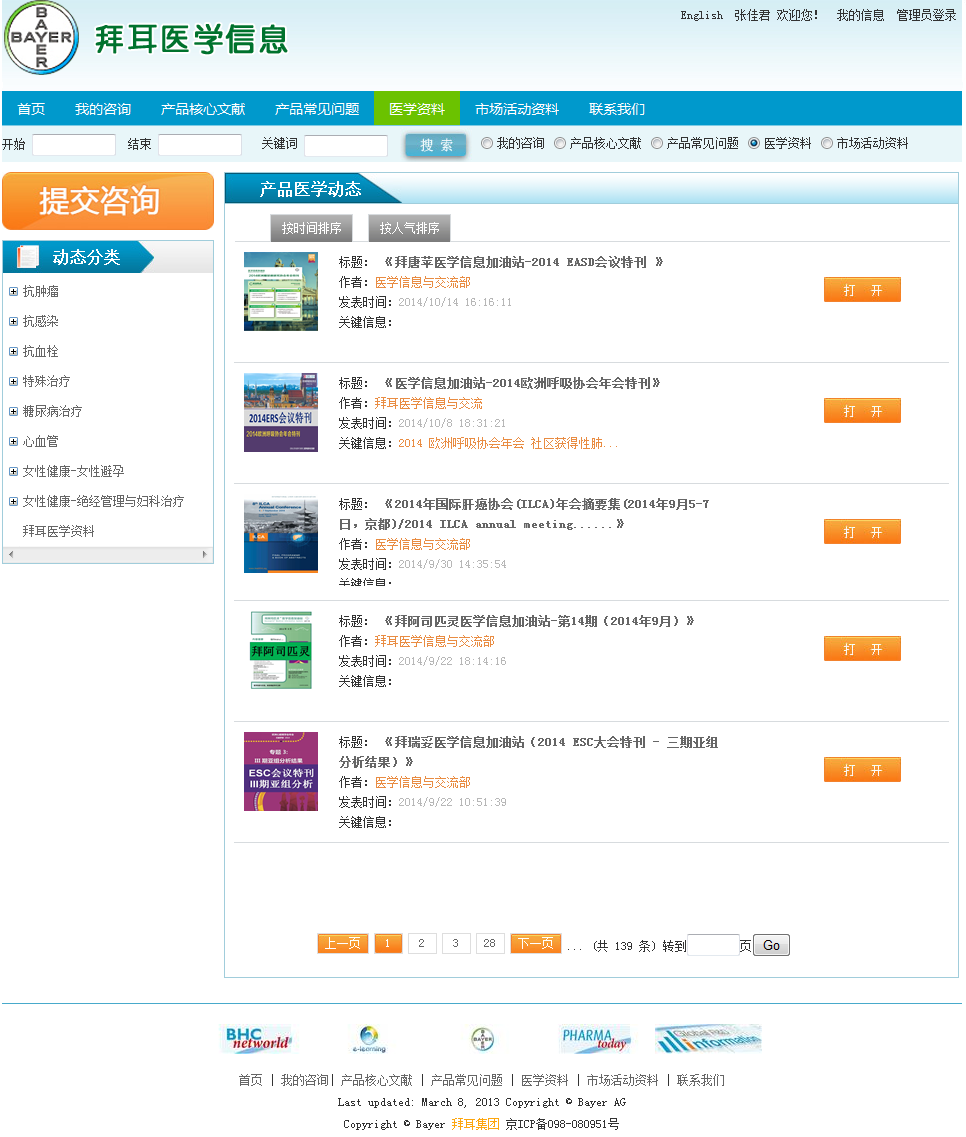 English 张佳君 欢迎您! 我的信息 管理员登录
BAYER
BAYER
拜耳医学信息
首页 我的咨询 产品核心文献 产品常见问题 医学资料 市场活动资料 联系我们
开始 结束 关键词 搜 索 我的咨询 产品核心文献 产品常见问题 医学资料 市场活动资料
提交咨询
动态分类
抗肿瘤
抗感染
抗血栓
特殊治疗
糖尿病治疗
心血管
女性健康-女性避孕
女性健康-绝经管理与妇科治疗
拜耳医学资料
产品医学动态
按时间排序 按人气排序
标题: 《拜唐苹医学信息加油站-2014 EASD会议特刊 》
作者: 医学信息与交流部
发表时间: 2014/10/14 16:16:11
关键信息:
打 开
2014ERS会议特刊
2014欧洲呼吸协会年会特刊
标题: 《医学信息加油站-2014欧洲呼吸协会年会特刊》
作者: 拜耳医学信息与交流
发表时间: 2014/10/8 18:31:21
关键信息: 2014 欧洲呼吸协会年会 社区获得性肺...
打 开
Annual Conference
ILCA
标题: 《2014年国际肝癌协会(ILCA)年会摘要集(2014年9月5-7
日，京都)/2014 ILCA annual meeting......》
作者: 医学信息与交流部
发表时间: 2014/9/30 14:35:54
关键信息:
打 开
拜阿司匹灵
标题: 《拜阿司匹灵医学信息加油站-第14期（2014年9月）》
作者: 拜耳医学信息与交流部
发表时间: 2014/9/22 18:14:16
关键信息:
打 开
专题 3:
III 期亚组分析结果
ESC会议特刊
III期亚组分析
标题: 《拜瑞妥医学信息加油站（2014 ESC大会特刊 - 三期亚组
分析结果）》
作者: 医学信息与交流部
发表时间: 2014/9/22 10:51:39
关键信息:
打 开
上一页 1 2 3 28 下一页 ... (共 139 条) 转到 页 Go
BHC networld
e-learning
BAYER
PHARMA today
Global R&D information
首页 | 我的咨询| 产品核心文献 | 产品常见问题 | 医学资料 | 市场活动资料 | 联系我们
Last updated: March 8, 2013 Copyright © Bayer AG
Copyright © Bayer 拜耳集团 京ICP备098-080951号